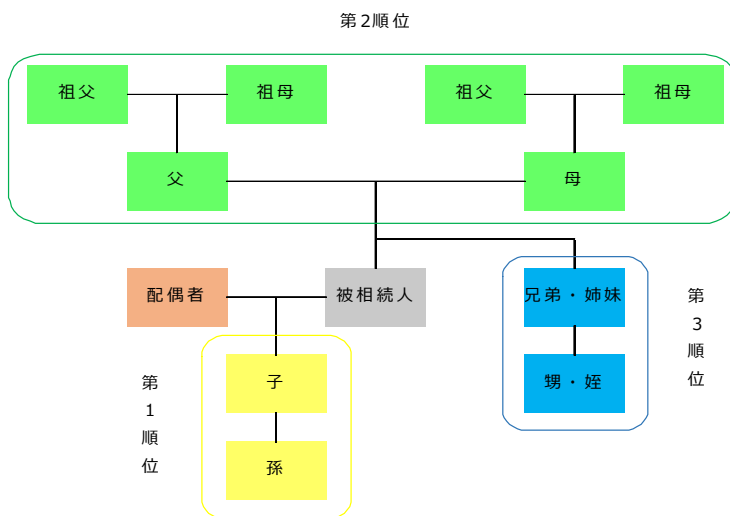 第2順位
祖父
祖母
祖父
祖母
父
母
配偶者
被相続人
兄弟・姉妹
第3順位
子
甥・姪
第1順位
孫